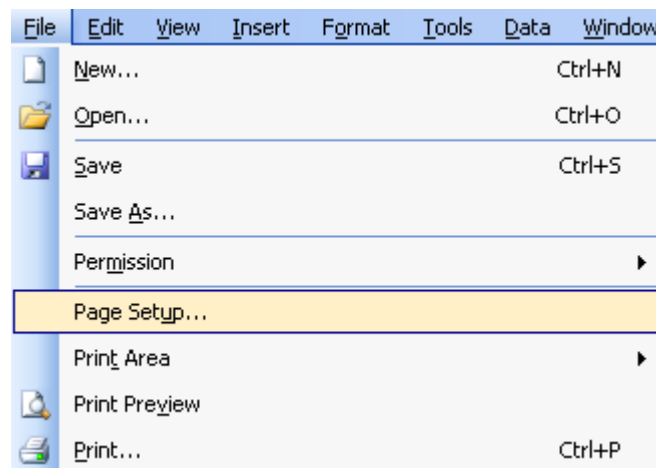 File Edit View Insert Format Tools Data Window
New... Ctrl+N
Open... Ctrl+O
Save Ctrl+S
Save As...
Permission
Page Setup...
Print Area
Print Preview
Print... Ctrl+P